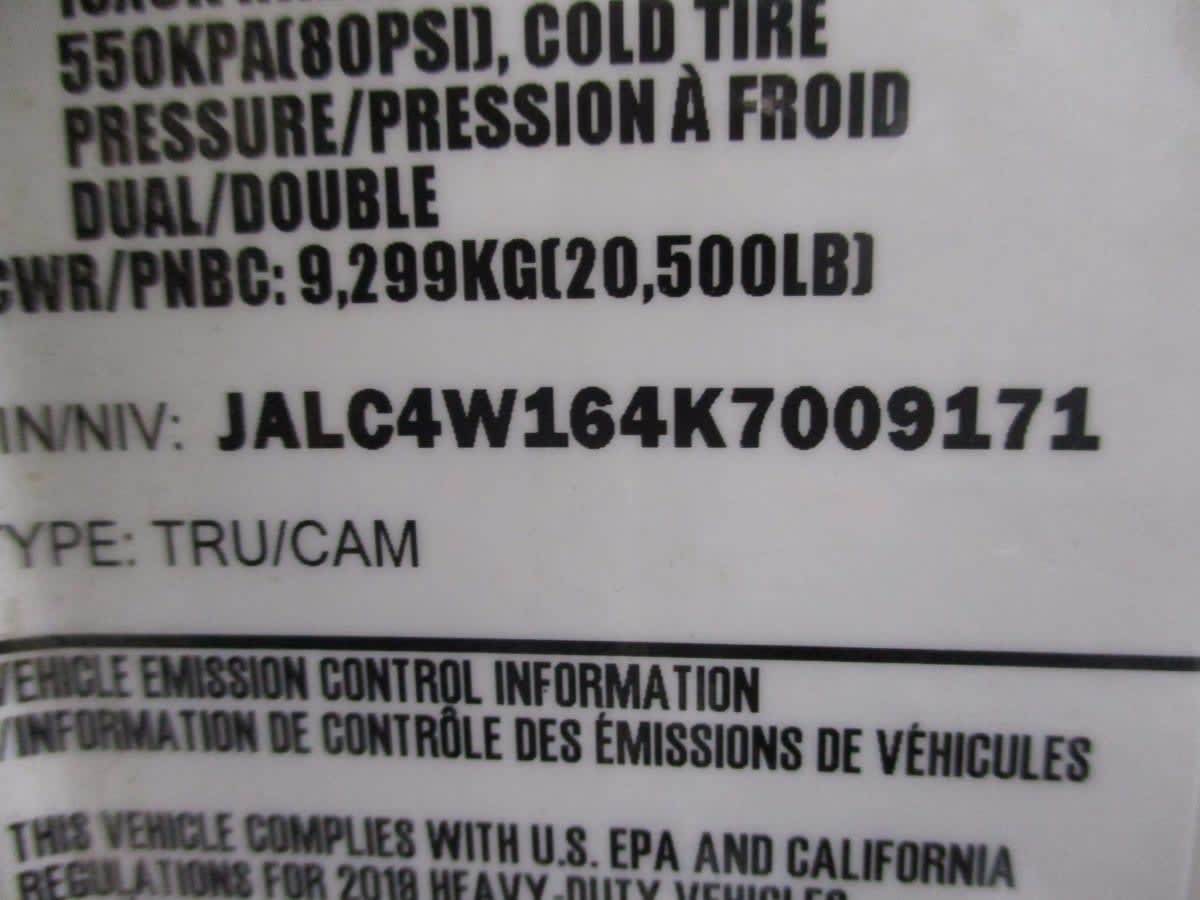 550KPA(80PSI), COLD TIRE
PRESSURE/PRESSION À FROID
DUAL/DOUBLE
CWR/PNBC: 9,299KG(20,500LB)
IN/NIV: JALC4W164K7009171
YPE: TRU/CAM
VEHICLE EMISSION CONTROL INFORMATION
/INFORMATION DE CONTRÔLE DES ÉMISSIONS DE VÉHICULES
THIS VEHICLE COMPLIES WITH U.S. EPA AND CALIFORNIA
REGULATIONS FOR 2018 HEAVY-DUTY VEHICLES